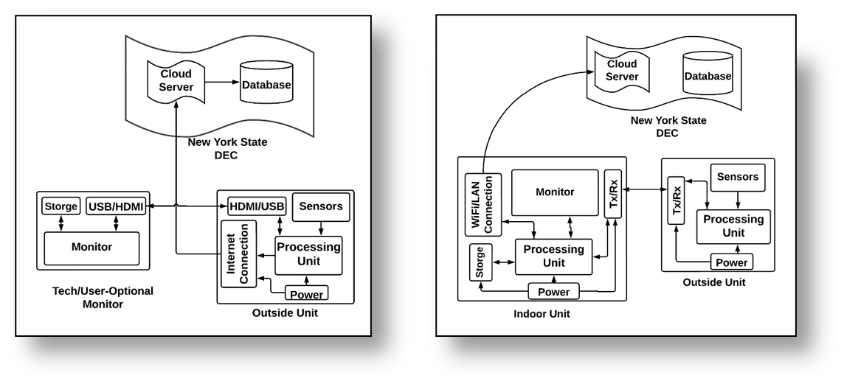 Cloud
Server
Database
New York State
DEC
Storge
USB/HDMI
Monitor
Tech/User-Optional
Monitor
HDMI/USB
Sensors
Internet
Connection
Processing
Unit
Power
Outside Unit
Cloud
Server
Database
New York State
DEC
WiFi/LAN
Connection
Monitor
Tx/Rx
Processing
Unit
Storge
Power
Indoor Unit
Tx/Rx
Sensors
Processing
Unit
Power
Outside Unit